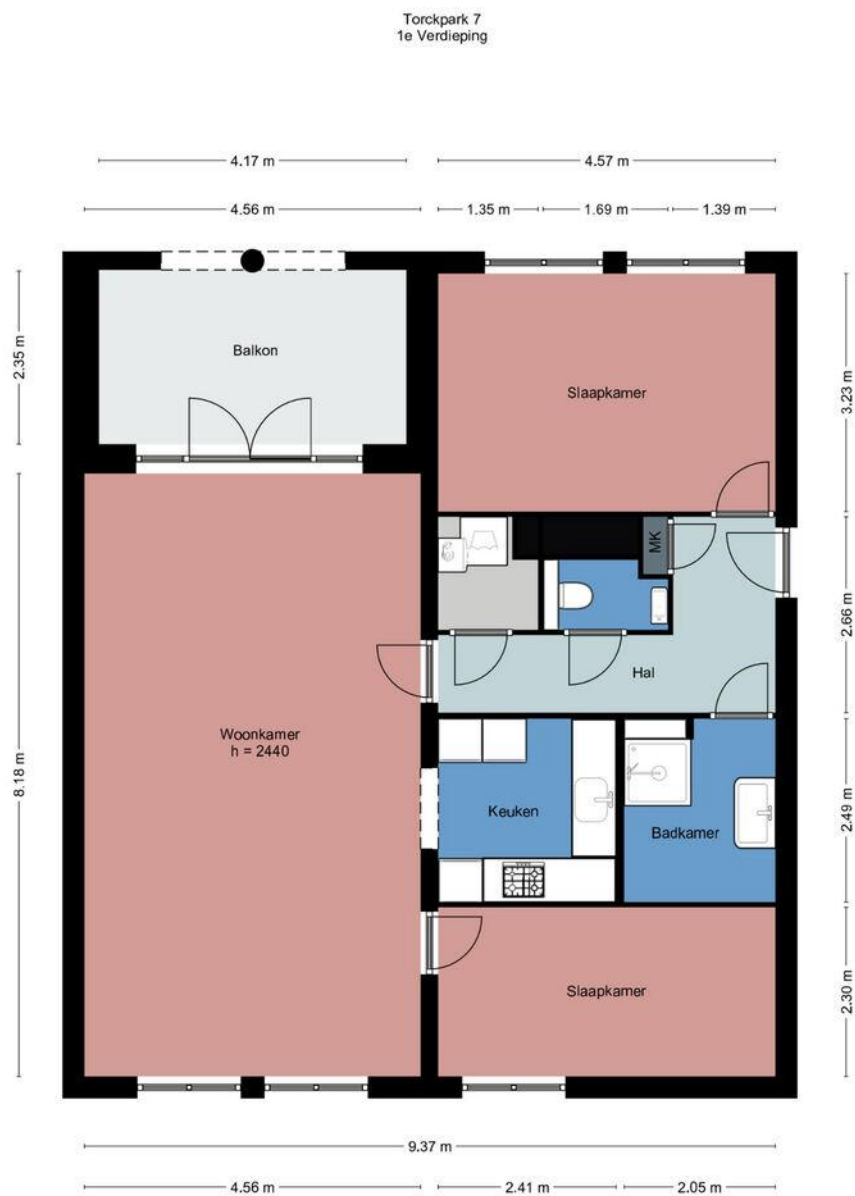 Torckpark 7
1e Verdieping
4.17 m
4.57 m
4.56 m
1.35 m
1.69 m
1.39 m
2.35 m
Balkon
Slaapkamer
3.23 m
MK
2.66 m
Hal
Woonkamer
h = 2440
8.18 m
Keuken
Badkamer
2.49 m
Slaapkamer
2.30 m
9.37 m
4.56 m
2.41 m
2.05 m